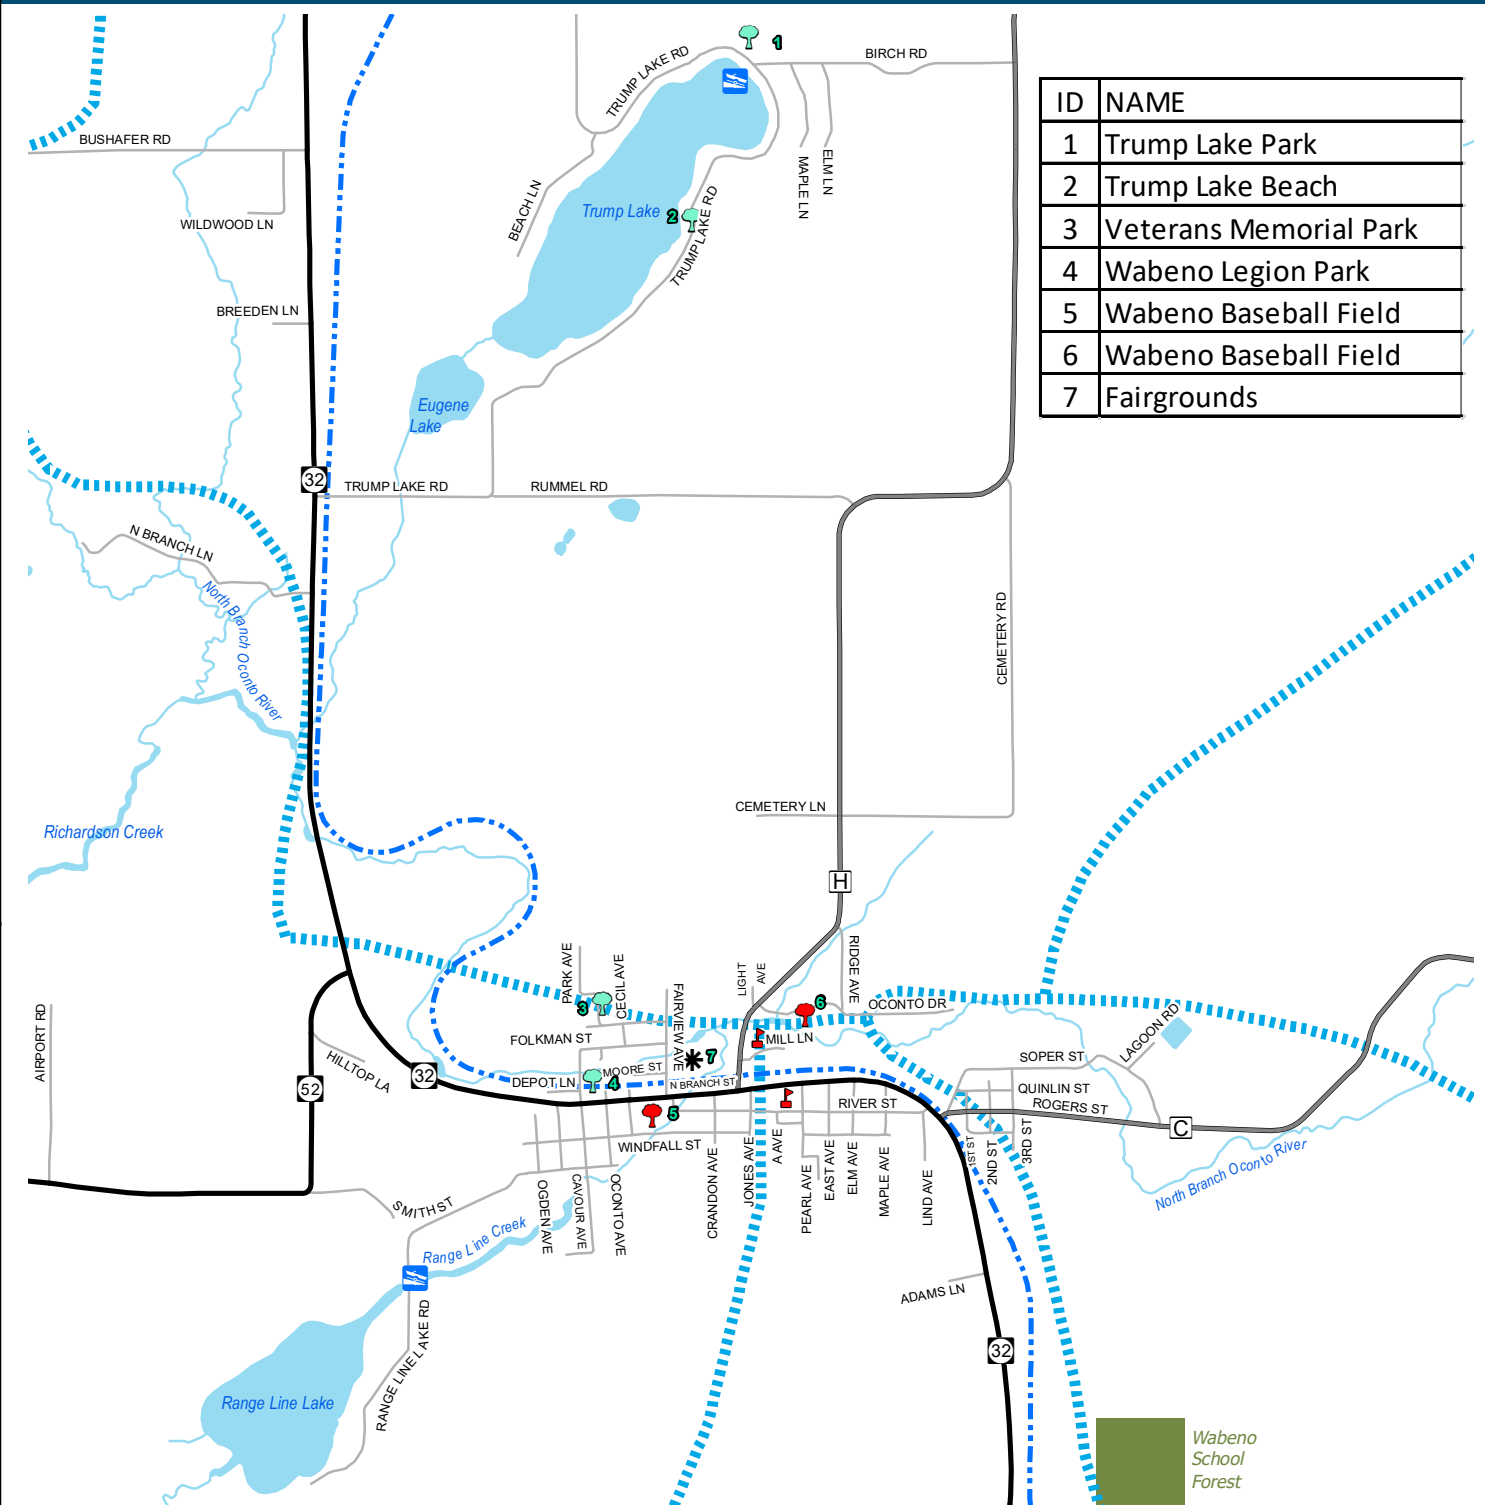 1
TRUMP LAKE RD
BIRCH RD
ID NAME
1 Trump Lake Park
2 Trump Lake Beach
3 Veterans Memorial Park
4 Wabeno Legion Park
5 Wabeno Baseball Field
6 Wabeno Baseball Field
7 Fairgrounds
BUSHAFER RD
ELM LN
MAPLE LN
BEACH LN
Trump Lake
2
TRUMP LAKE RD
WILDWOOD LN
BREEDEN LN
Eugene
Lake
32
TRUMP LAKE RD
RUMMEL RD
N BRANCH LN
North Branch Oconto River
CEMETERY RD
CEMETERY LN
Richardson Creek
H
PARK AVE
CECIL AVE
FAIRVIEW AVE
LIGHT
AVE
RIDGE AVE
3
6
OCONTO DR
AIRPORT RD
FOLKMAN ST
MILL LN
LAGOON RD
HILLTOP LA
32
52
7
MOORE ST
SOPER ST
DEPOT LN
4
N BRANCH ST
QUINLIN ST
RIVER ST
ROGERS ST
5
C
WINDFALL ST
JONES AVE
A AVE
1ST ST
2ND ST
3RD ST
North Branch Oconto River
OGDEN AVE
CAVOUR AVE
OCONTO AVE
CRANDON AVE
PEARL AVE
EAST AVE
ELM AVE
MAPLE AVE
LIND AVE
SMITH ST
Range Line Creek
ADAMS LN
RANGE LINE LAKE RD
32
Range Line Lake
Wabeno
School
Forest